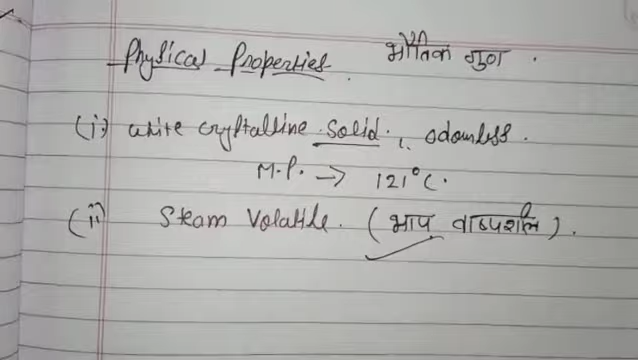 Physical Properties. भौतिक गुण.
(i) white crystalline solid, odourless.
M.P. → 121°C.
(ii) Steam Volatile. (भाप वाष्पशील).